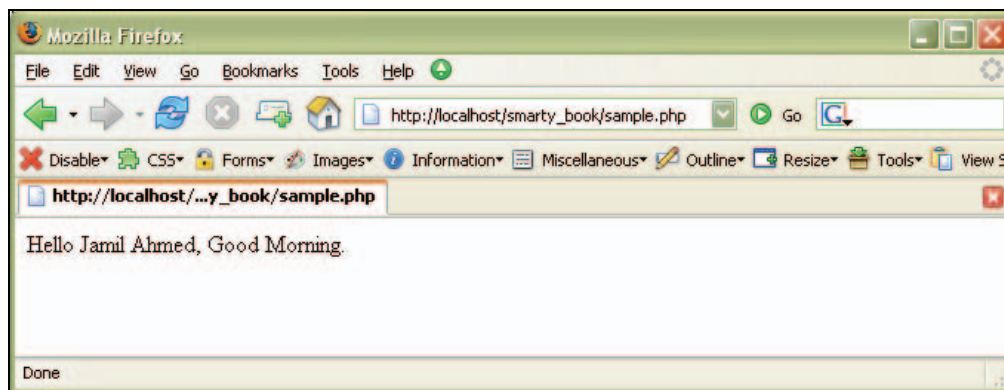 Mozilla Firefox
File Edit View Go Bookmarks Tools Help
http://localhost/smarty_book/sample.php Go G
Disable CSS Forms Images Information Miscellaneous Outline Resize Tools View S
http://localhost/...y_book/sample.php
Hello Jamil Ahmed, Good Morning.
Done